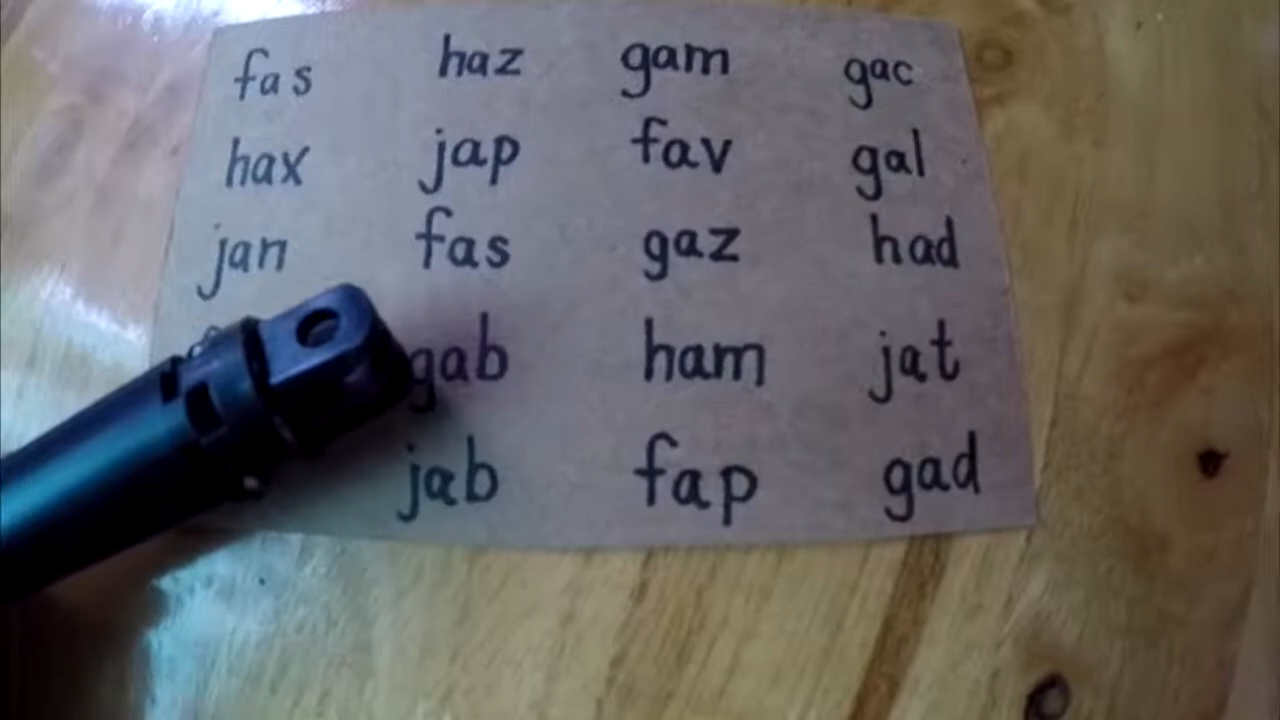 fas haz gam gac
hax jap fav gal
jan fas gaz had
gab ham jat
jab fap gad